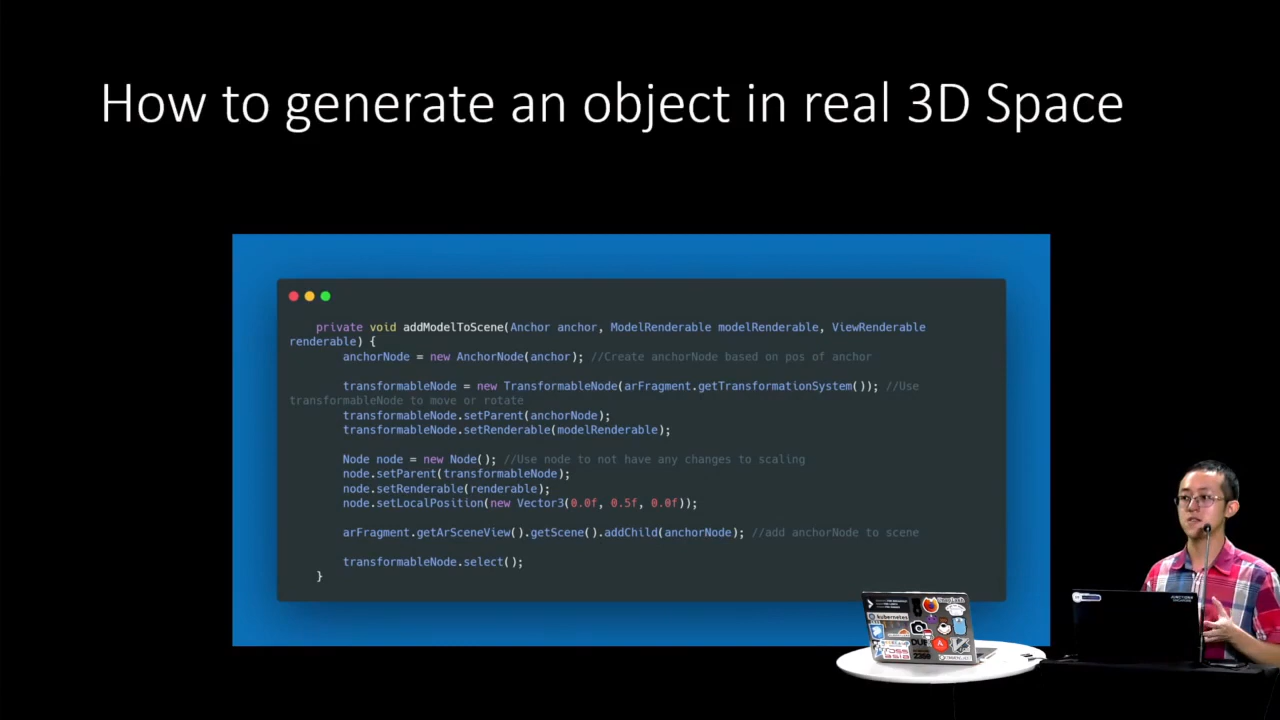 How to generate an object in real 3D Space
private void addModelToScene(Anchor anchor, ModelRenderable modelRenderable, ViewRenderable
renderable) {
anchorNode = new AnchorNode(anchor); //Create anchorNode based on pos of anchor
transformableNode = new TransformableNode(arFragment.getTransformationSystem()); //Use
transformableNode to move or rotate
transformableNode.setParent(anchorNode);
transformableNode.setRenderable(modelRenderable);
Node node = new Node(); //Use node to not have any changes to scaling
node.setParent(transformableNode);
node.setRenderable(renderable);
node.setLocalPosition(new Vector3(0.0f, 0.5f, 0.0f));
arFragment.getArSceneView().getScene().addChild(anchorNode); //add anchorNode to scene
transformableNode.select();
}
kubernetes